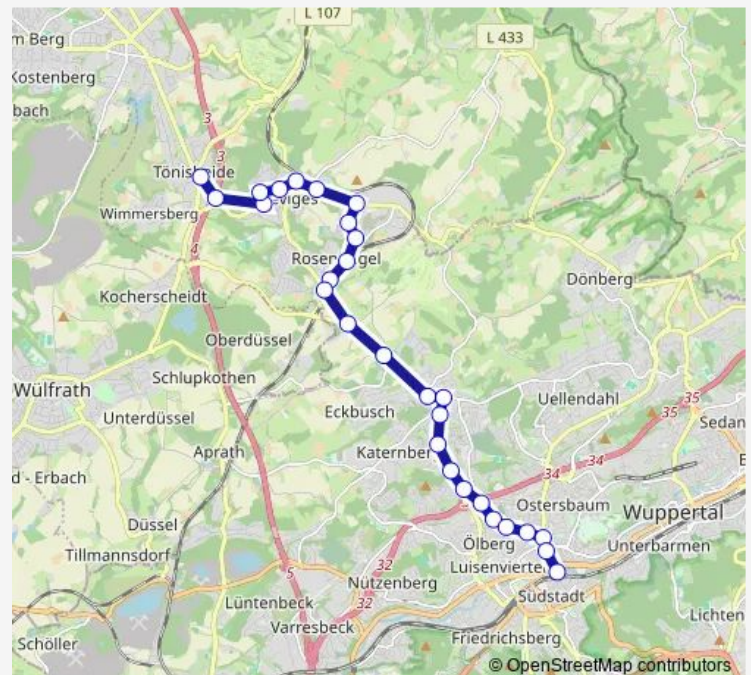 L 107
m Berg
L 433
Kostenberg
bach
3
3
Tönisheide
Wimmersberg
4
Rosenhügel
Kocherscheidt
Dönberg
Oberdüssel
Schlupkothen
Wülfrath
Eckbusch
Uellendahl
35
35
Unterdüssel
Sedan
Aprath
Katernber
34
34
d - Erbach
Ostersbaum
Wuppertal
Düssel
Ölberg
Unterbarmen
Tillmannsdorf
Luisenviertel
32
5
Nützenberg
Südstadt
Lüntenbeck
32
Lichten
Varresbeck
Friedrichsberg
Schöller
© OpenStreetMap contributors